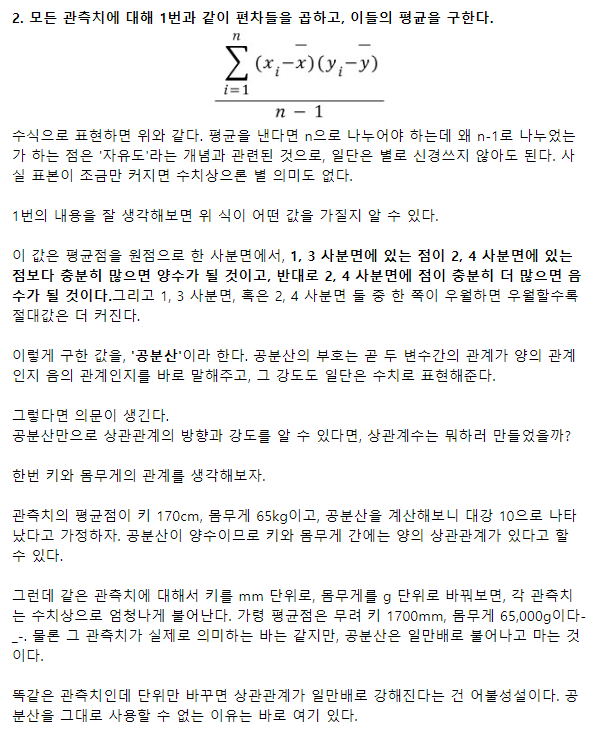 2. 모든 관측치에 대해 1번과 같이 편차들을 곱하고, 이들의 평균을 구한다.
n
∑ (xᵢ−x̄)(yᵢ−ȳ)
i=1
n − 1
수식으로 표현하면 위와 같다. 평균을 낸다면 n으로 나누어야 하는데 왜 n-1로 나누었는
가 하는 점은 '자유도'라는 개념과 관련된 것으로, 일단은 별로 신경쓰지 않아도 된다. 사
실 표본이 조금만 커지면 수치상으론 별 의미도 없다.
1번의 내용을 잘 생각해보면 위 식이 어떤 값을 가질지 알 수 있다.
이 값은 평균점을 원점으로 한 사분면에서, 1, 3 사분면에 있는 점이 2, 4 사분면에 있는
점보다 충분히 많으면 양수가 될 것이고, 반대로 2, 4 사분면에 점이 충분히 더 많으면 음
수가 될 것이다.그리고 1, 3 사분면, 혹은 2, 4 사분면 둘 중 한 쪽이 우월하면 우월할수록
절대값은 더 커진다.
이렇게 구한 값을, '공분산'이라 한다. 공분산의 부호는 곧 두 변수간의 관계가 양의 관계
인지 음의 관계인지를 바로 말해주고, 그 강도도 일단은 수치로 표현해준다.
그렇다면 의문이 생긴다.
공분산만으로 상관관계의 방향과 강도를 알 수 있다면, 상관계수는 뭐하러 만들었을까?
한번 키와 몸무게의 관계를 생각해보자.
관측치의 평균점이 키 170cm, 몸무게 65kg이고, 공분산을 계산해보니 대강 10으로 나타
났다고 가정하자. 공분산이 양수이므로 키와 몸무게 간에는 양의 상관관계가 있다고 할
수 있다.
그런데 같은 관측치에 대해서 키를 mm 단위로, 몸무게를 g 단위로 바꿔보면, 각 관측치
는 수치상으로 엄청나게 불어난다. 가령 평균점은 무려 키 1700mm, 몸무게 65,000g이다-
_-. 물론 그 관측치가 실제로 의미하는 바는 같지만, 공분산은 일만배로 불어나고 마는 것
이다.
똑같은 관측치인데 단위만 바꾸면 상관관계가 일만배로 강해진다는 건 어불성설이다. 공
분산을 그대로 사용할 수 없는 이유는 바로 여기 있다.